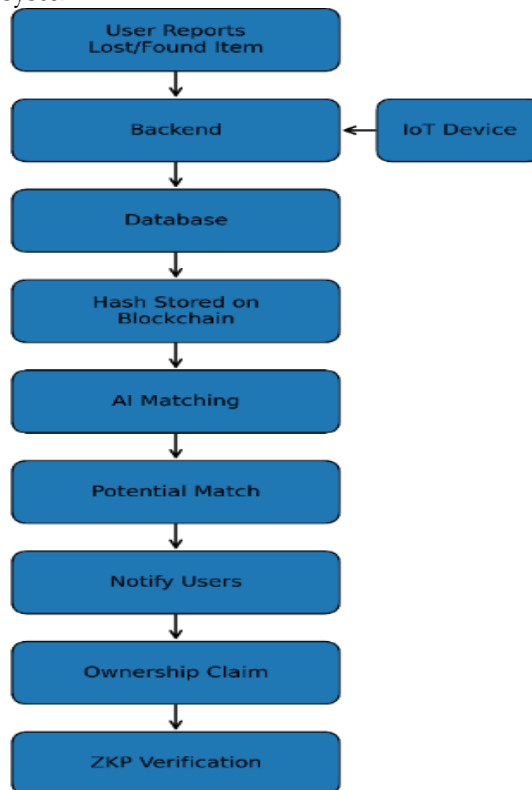 User Reports
Lost/Found Item
Backend
IoT Device
Database
Hash Stored on
Blockchain
AI Matching
Potential Match
Notify Users
Ownership Claim
ZKP Verification